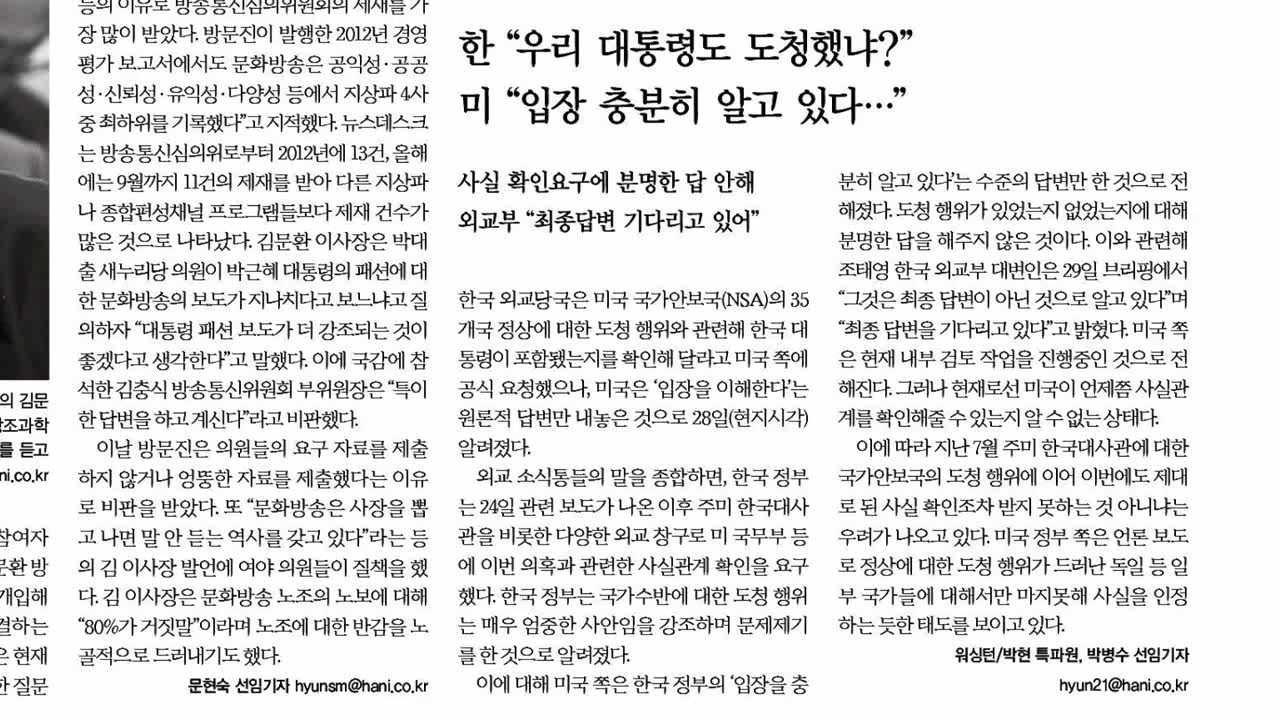 의 김문
조과학
를 듣고
ni.co.kr
참여자
문환 방
개입해
결하는
은 현재
한 질문
등의 이유로 방송통신심의위원회의 제재를 가
장 많이 받았다. 방문진이 발행한 2012년 경영
평가 보고서에서도 문화방송은 공익성·공공
성·신뢰성·유익성·다양성 등에서 지상파 4사
중 최하위를 기록했다”고 지적했다. 뉴스데스크
는 방송통신심의위로부터 2012년에 13건, 올해
에는 9월까지 11건의 제재를 받아 다른 지상파
나 종합편성채널 프로그램들보다 제재 건수가
많은 것으로 나타났다. 김문환 이사장은 박대
출 새누리당 의원이 박근혜 대통령의 패션에 대
한 문화방송의 보도가 지나치다고 보느냐고 질
의하자 “대통령 패션 보도가 더 강조되는 것이
좋겠다고 생각한다”고 말했다. 이에 국감에 참
석한 김충식 방송통신위원회 부위원장은 “특이
한 답변을 하고 계신다”라고 비판했다.
이날 방문진은 의원들의 요구 자료를 제출
하지 않거나 엉뚱한 자료를 제출했다는 이유
로 비판을 받았다. 또 “문화방송은 사장을 뽑
고 나면 말 안 듣는 역사를 갖고 있다”라는 등
의 김 이사장 발언에 여야 의원들이 질책을 했
다. 김 이사장은 문화방송 노조의 노보에 대해
“80%가 거짓말”이라며 노조에 대한 반감을 노
골적으로 드러내기도 했다.
문현숙 선임기자 hyunsm@hani.co.kr
한 “우리 대통령도 도청했냐?”
미 “입장 충분히 알고 있다…”
사실 확인요구에 분명한 답 안해
외교부 “최종답변 기다리고 있어”
한국 외교당국은 미국 국가안보국(NSA)의 35
개국 정상에 대한 도청 행위와 관련해 한국 대
통령이 포함됐는지를 확인해 달라고 미국 쪽에
공식 요청했으나, 미국은 ‘입장을 이해한다’는
원론적 답변만 내놓은 것으로 28일(현지시각)
알려졌다.
외교 소식통들의 말을 종합하면, 한국 정부
는 24일 관련 보도가 나온 이후 주미 한국대사
관을 비롯한 다양한 외교 창구로 미 국무부 등
에 이번 의혹과 관련한 사실관계 확인을 요구
했다. 한국 정부는 국가수반에 대한 도청 행위
는 매우 엄중한 사안임을 강조하며 문제제기
를 한 것으로 알려졌다.
이에 대해 미국 쪽은 한국 정부의 ‘입장을 충
분히 알고 있다’는 수준의 답변만 한 것으로 전
해졌다. 도청 행위가 있었는지 없었는지에 대해
분명한 답을 해주지 않은 것이다. 이와 관련해
조태영 한국 외교부 대변인은 29일 브리핑에서
“그것은 최종 답변이 아닌 것으로 알고 있다”며
“최종 답변을 기다리고 있다”고 밝혔다. 미국 쪽
은 현재 내부 검토 작업을 진행중인 것으로 전
해진다. 그러나 현재로선 미국이 언제쯤 사실관
계를 확인해줄 수 있는지 알 수 없는 상태다.
이에 따라 지난 7월 주미 한국대사관에 대한
국가안보국의 도청 행위에 이어 이번에도 제대
로 된 사실 확인조차 받지 못하는 것 아니냐는
우려가 나오고 있다. 미국 정부 쪽은 언론 보도
로 정상에 대한 도청 행위가 드러난 독일 등 일
부 국가들에 대해서만 마지못해 사실을 인정
하는 듯한 태도를 보이고 있다.
워싱턴/박현 특파원, 박병수 선임기자
hyun21@hani.co.kr